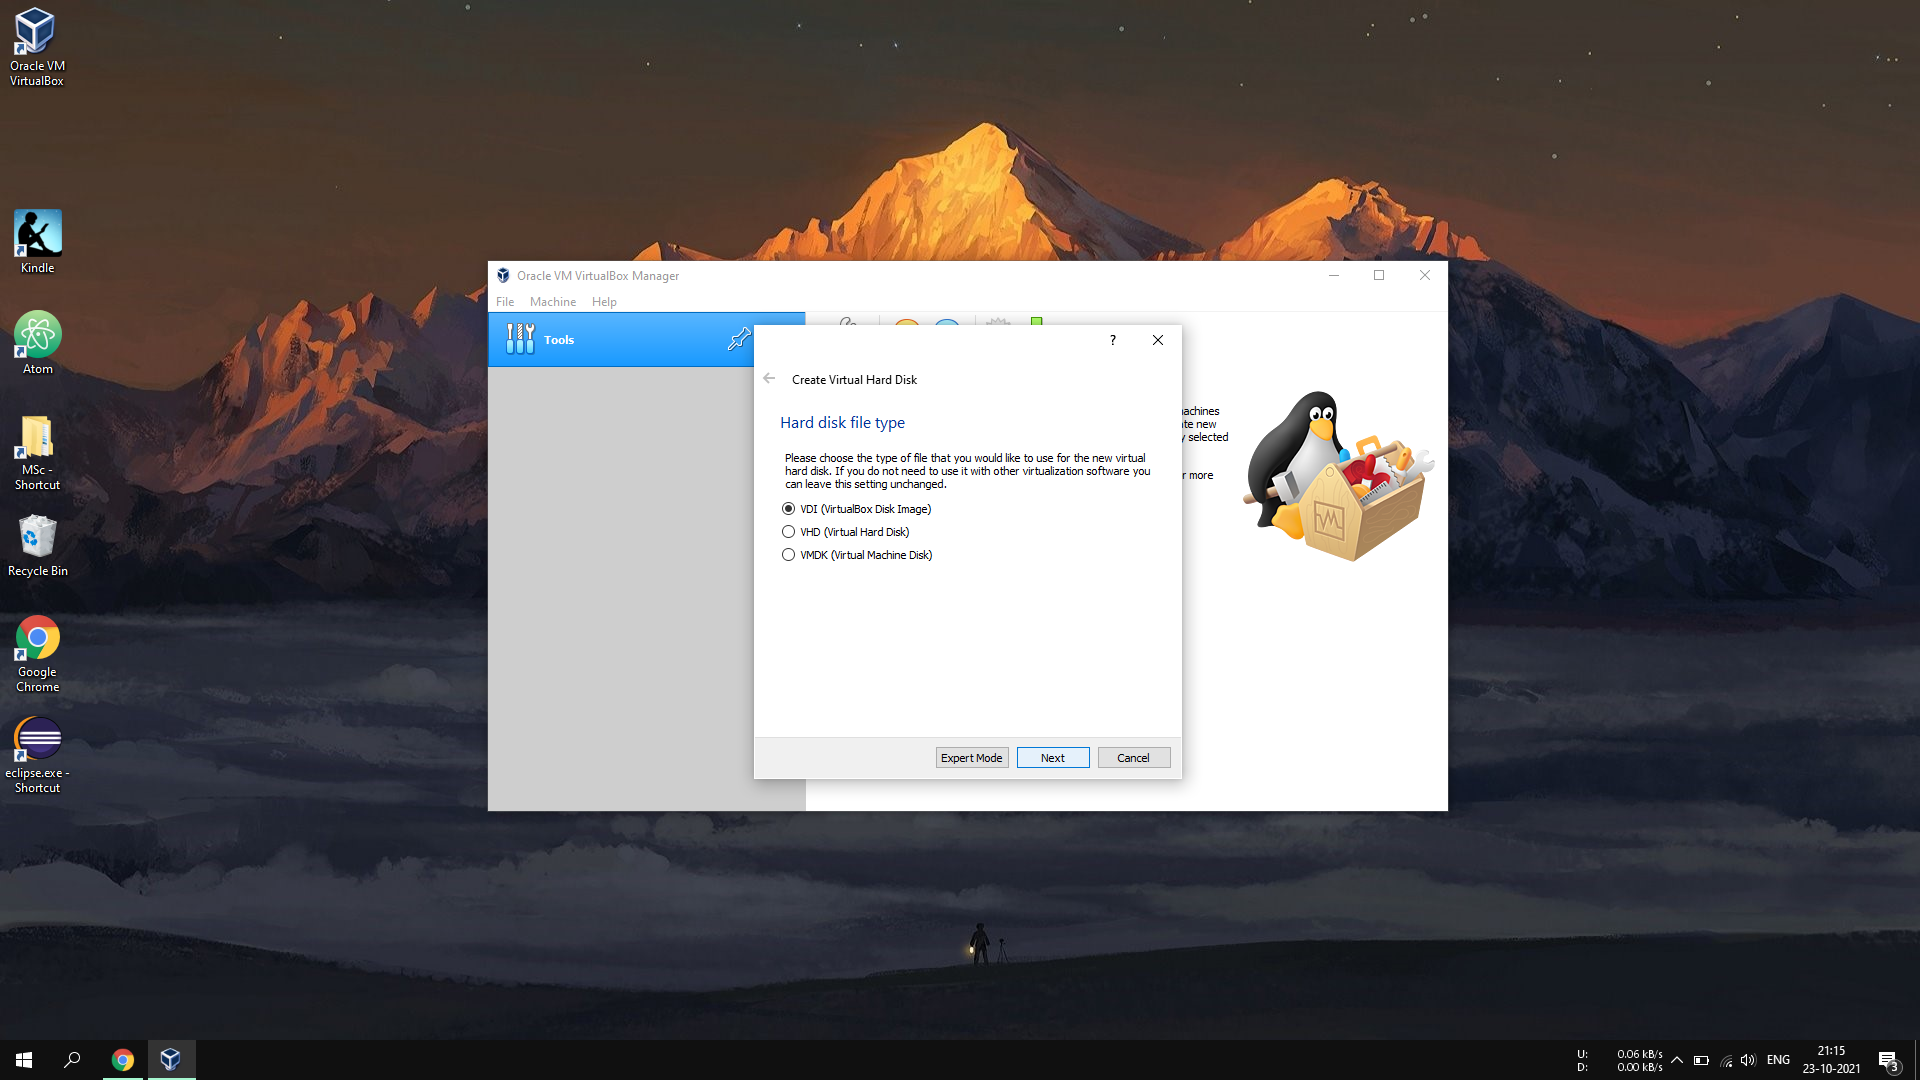 Oracle VM
VirtualBox
Kindle
Atom
MSc -
Shortcut
Recycle Bin
Google
Chrome
eclipse.exe -
Shortcut
Oracle VM VirtualBox Manager
File Machine Help
Tools
?
Create Virtual Hard Disk
Hard disk file type
Please choose the type of file that you would like to use for the new virtual
hard disk. If you do not need to use it with other virtualization software you
can leave this setting unchanged.
VDI (VirtualBox Disk Image)
VHD (Virtual Hard Disk)
VMDK (Virtual Machine Disk)
Expert Mode Next Cancel
new
selected
more
U: 0.06 kB/s
D: 0.00 kB/s
ENG
21:15
23-10-2021
3